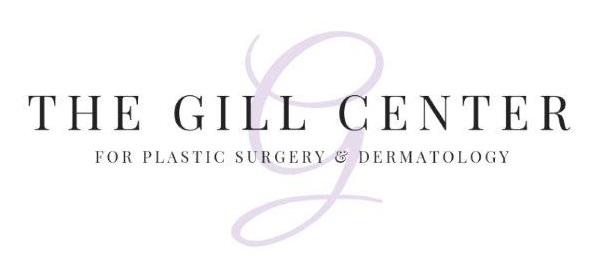 G
THE GILL CENTER
FOR PLASTIC SURGERY & DERMATOLOGY